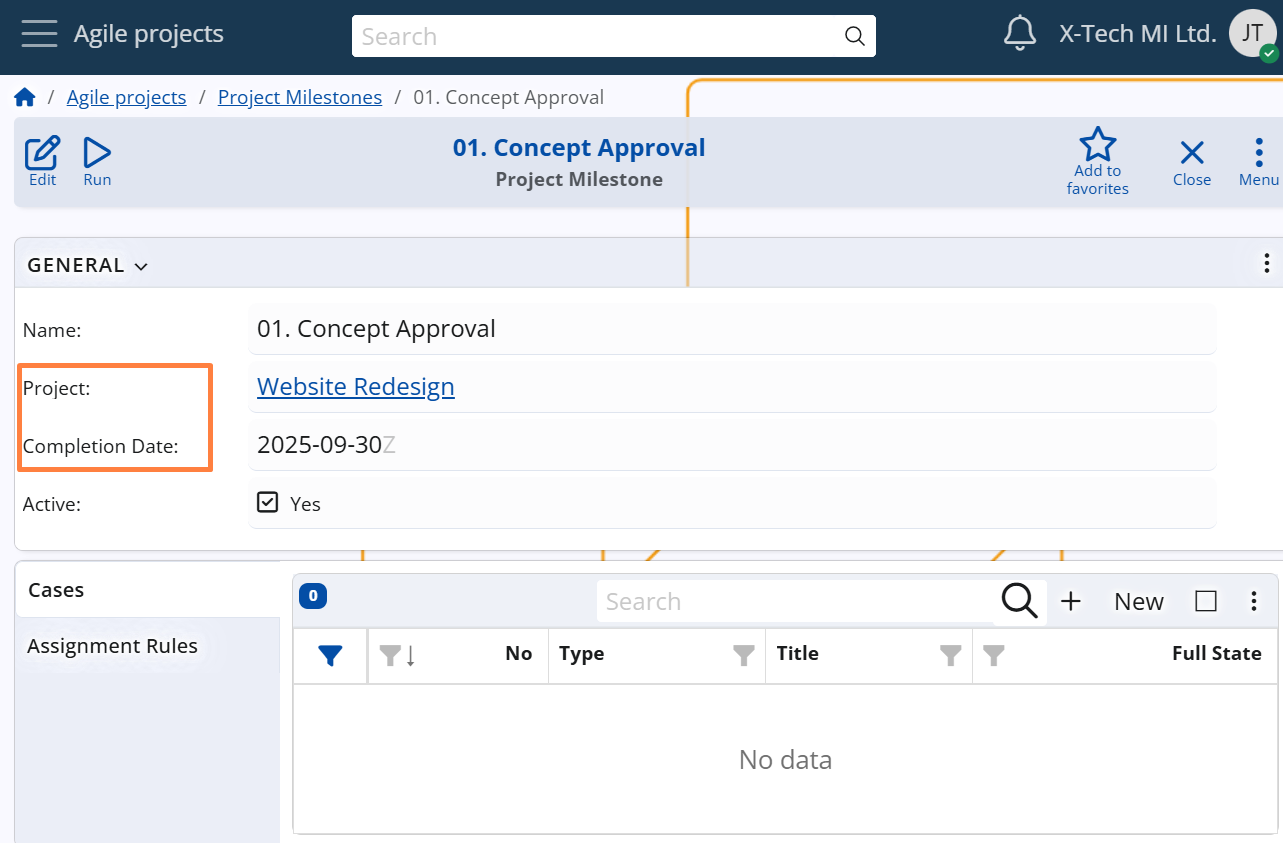 Agile projects
Search
X-Tech MI Ltd.
JT
/ Agile projects / Project Milestones / 01. Concept Approval
Edit
Run
01. Concept Approval
Project Milestone
Add to
favorites
Close
Menu
GENERAL
Name:
01. Concept Approval
Project:
Website Redesign
Completion Date:
2025-09-30Z
Active:
Yes
Cases
Assignment Rules
0
Search
New
No
Type
Title
Full State
No data